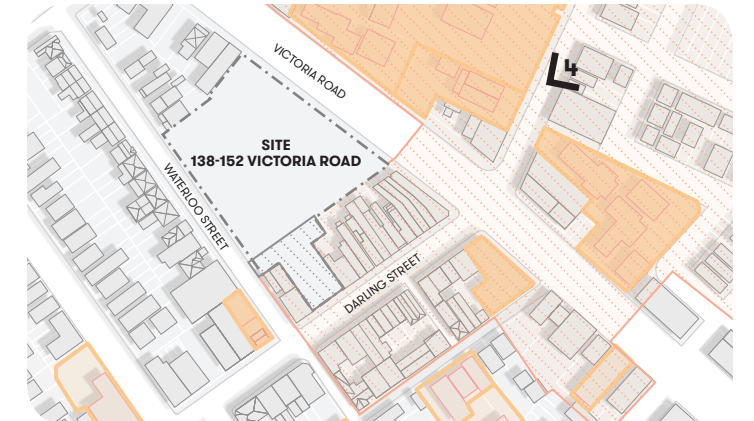 VICTORIA ROAD
4
SITE
138-152 VICTORIA ROAD
WATERLOO STREET
DARLING STREET